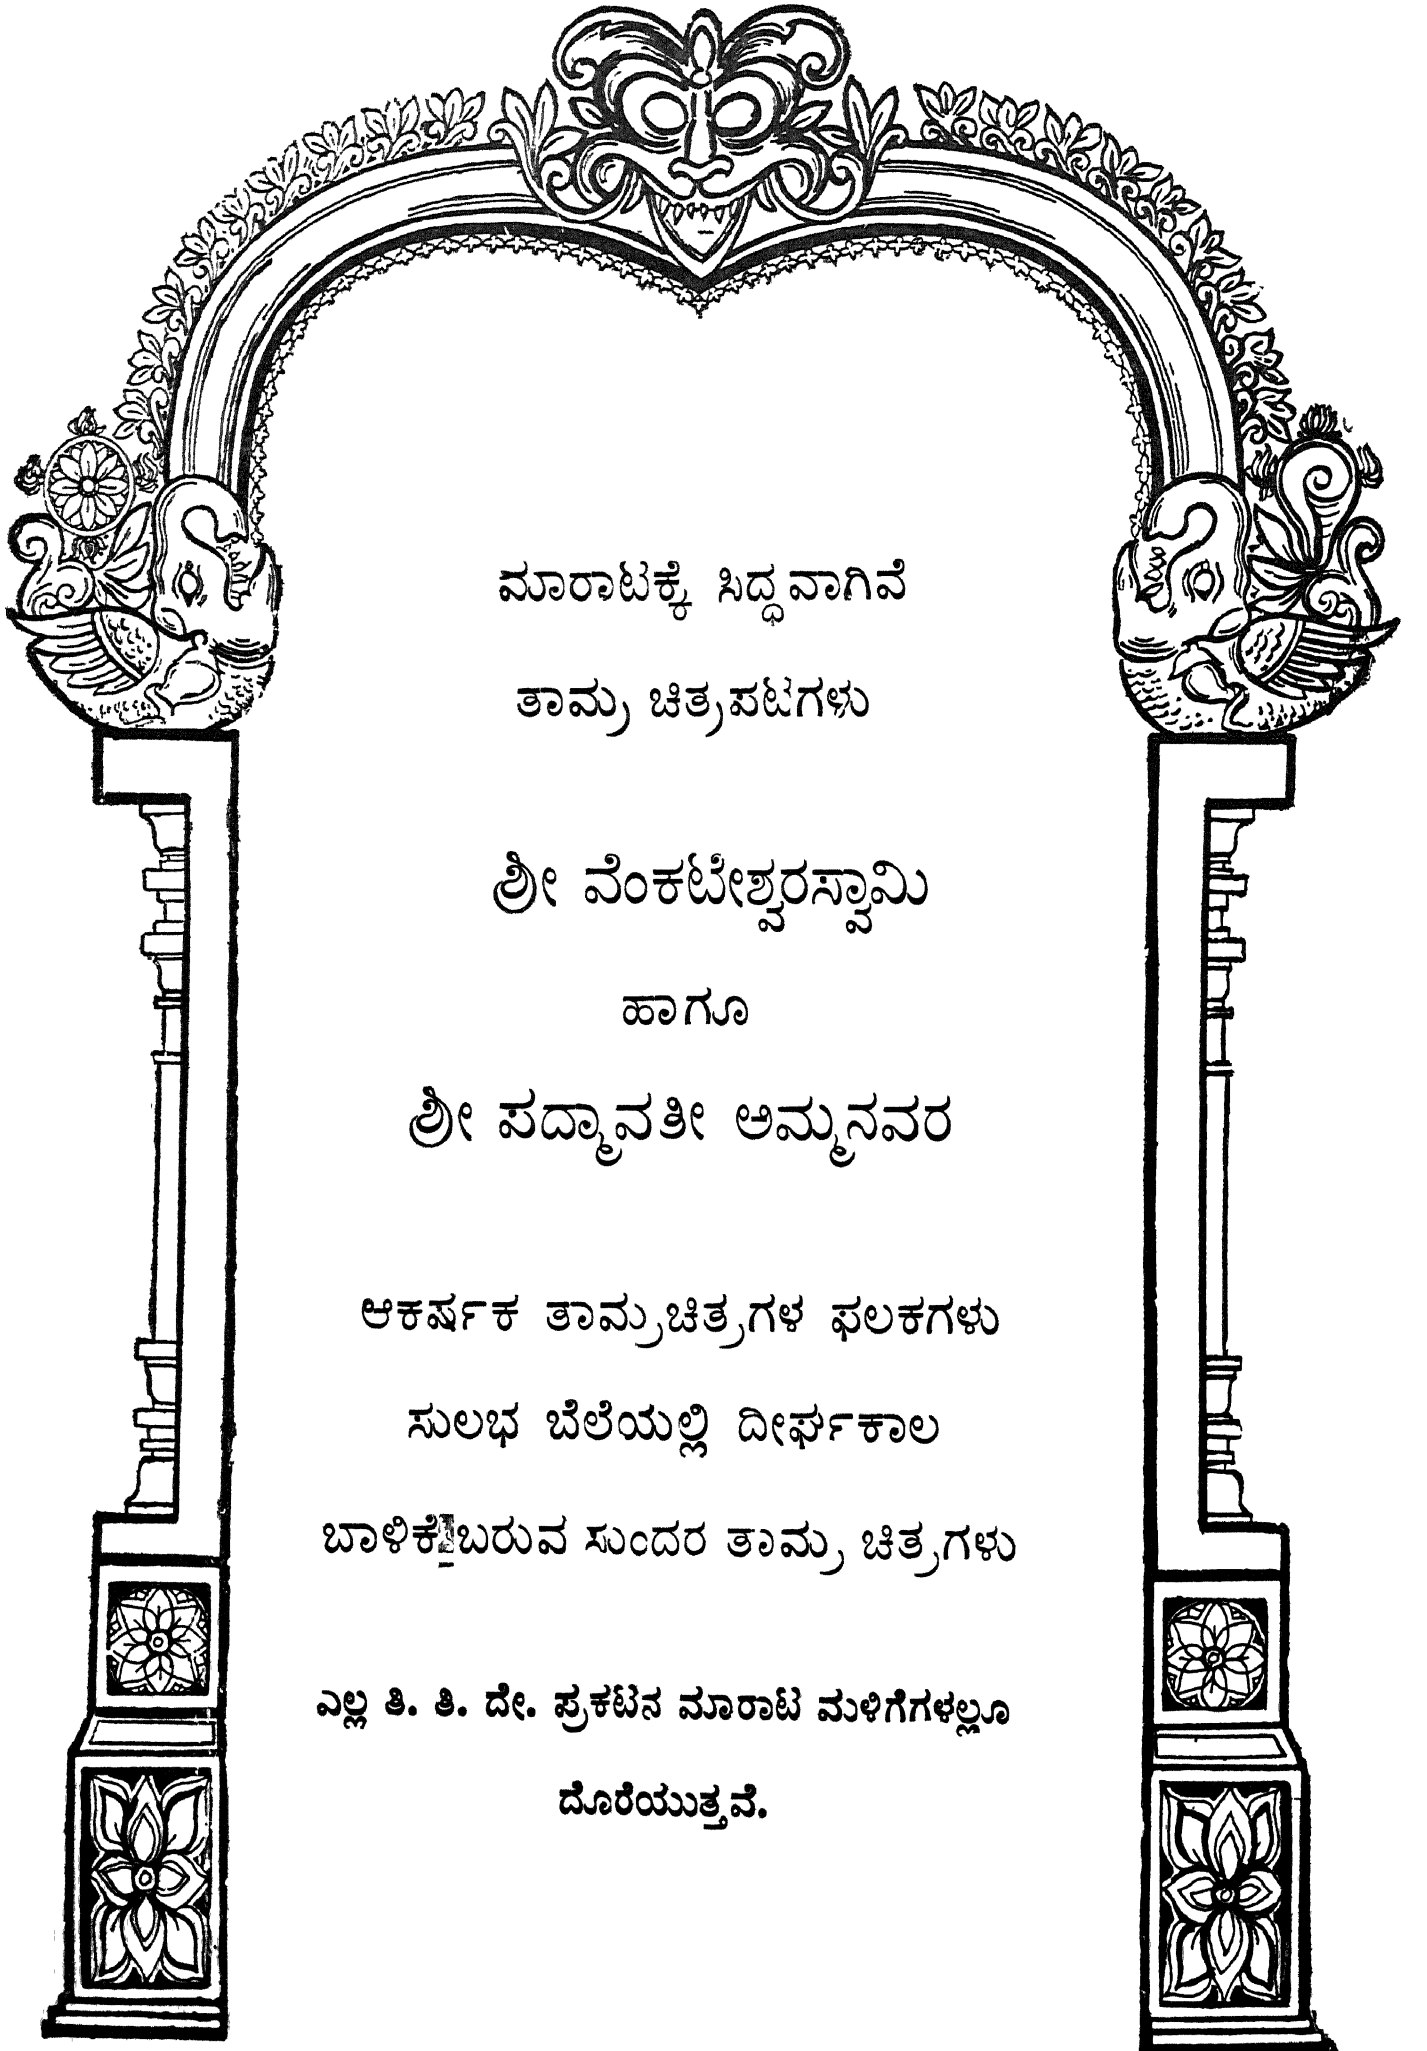 ಮಾರಾಟಕ್ಕೆ ಸಿದ್ಧವಾಗಿವೆ
ತಾಮ್ರ ಚಿತ್ರಪಟಗಳು
ಶ್ರೀ ವೆಂಕಟೇಶ್ವರಸ್ವಾಮಿ
ಹಾಗೂ
ಶ್ರೀ ಪದ್ಮಾವತೀ ಅಮ್ಮನವರ
ಆಕರ್ಷಕ ತಾಮ್ರಚಿತ್ರಗಳ ಫಲಕಗಳು
ಸುಲಭ ಬೆಲೆಯಲ್ಲಿ ದೀರ್ಘಕಾಲ
ಬಾಳಿಕೆ ಬರುವ ಸುಂದರ ತಾಮ್ರ ಚಿತ್ರಗಳು
ಎಲ್ಲ ತಿ. ತಿ. ದೇ. ಪ್ರಕಟನ ಮಾರಾಟ ಮಳಿಗೆಗಳಲ್ಲೂ
ದೊರೆಯುತ್ತವೆ.